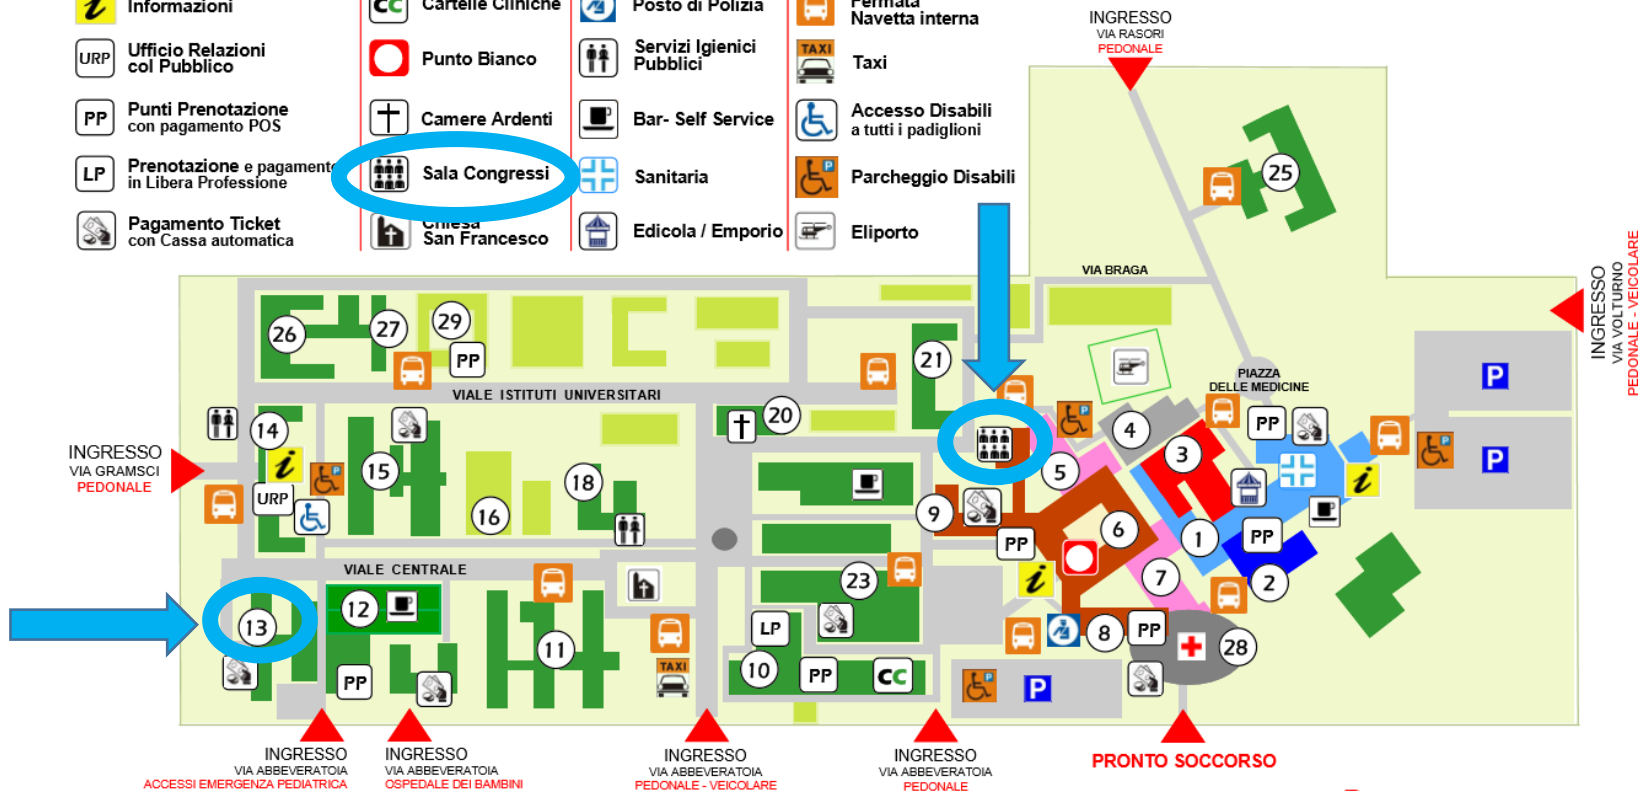 Informazioni
URP
Ufficio Relazioni
col Pubblico
PP
Punti Prenotazione
con pagamento POS
LP
Prenotazione e pagamento
in Libera Professione
Pagamento Ticket
con Cassa automatica
CC
Cartelle Cliniche
Punto Bianco
Camere Ardenti
Sala Congressi
Chiesa
San Francesco
Posto di Polizia
Servizi Igienici
Pubblici
Bar- Self Service
Sanitaria
Edicola / Emporio
Fermata
Navetta interna
TAXI
Taxi
Accesso Disabili
a tutti i padiglioni
P
Parcheggio Disabili
Eliporto
INGRESSO
VIA RASORI
PEDONALE
25
INGRESSO
VIA VOLTURNO
PEDONALE - VEICOLARE
VIA BRAGA
26
27
29
PP
21
VIALE ISTITUTI UNIVERSITARI
PIAZZA
DELLE MEDICINE
P
20
14
15
16
18
INGRESSO
VIA GRAMSCI
PEDONALE
i
P
URP
P
4
5
3
PP
P
P
i
9
PP
6
1
PP
2
7
i
VIALE CENTRALE
13
12
11
PP
23
LP
10
PP
CC
TAXI
8
PP
28
P
P
INGRESSO
VIA ABBEVERATOIA
ACCESSI EMERGENZA PEDIATRICA
INGRESSO
VIA ABBEVERATOIA
OSPEDALE DEI BAMBINI
INGRESSO
VIA ABBEVERATOIA
PEDONALE - VEICOLARE
INGRESSO
VIA ABBEVERATOIA
PEDONALE
PRONTO SOCCORSO